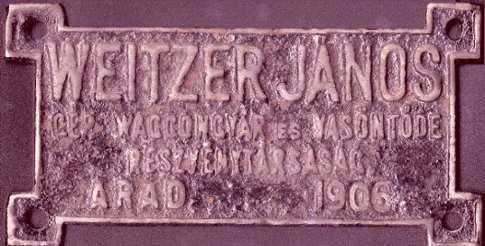 WEITZER JÁNOS
GÉP, WAGGONGYÁR ÉS VASÖNTÖDE
RÉSZVÉNYTÁRSASÁG
ARAD 1906